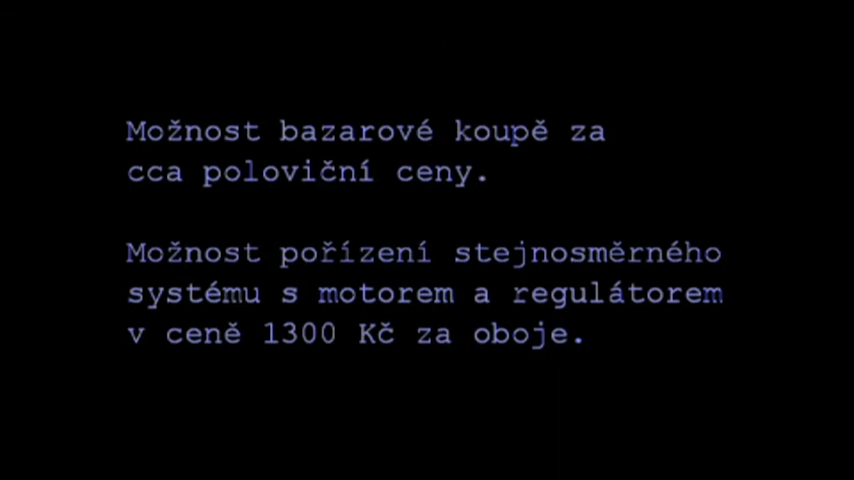 Možnost bazarové koupě za
cca poloviční ceny.
Možnost pořízení stejnosměrného
systému s motorem a regulátorem
v ceně 1300 Kč za oboje.